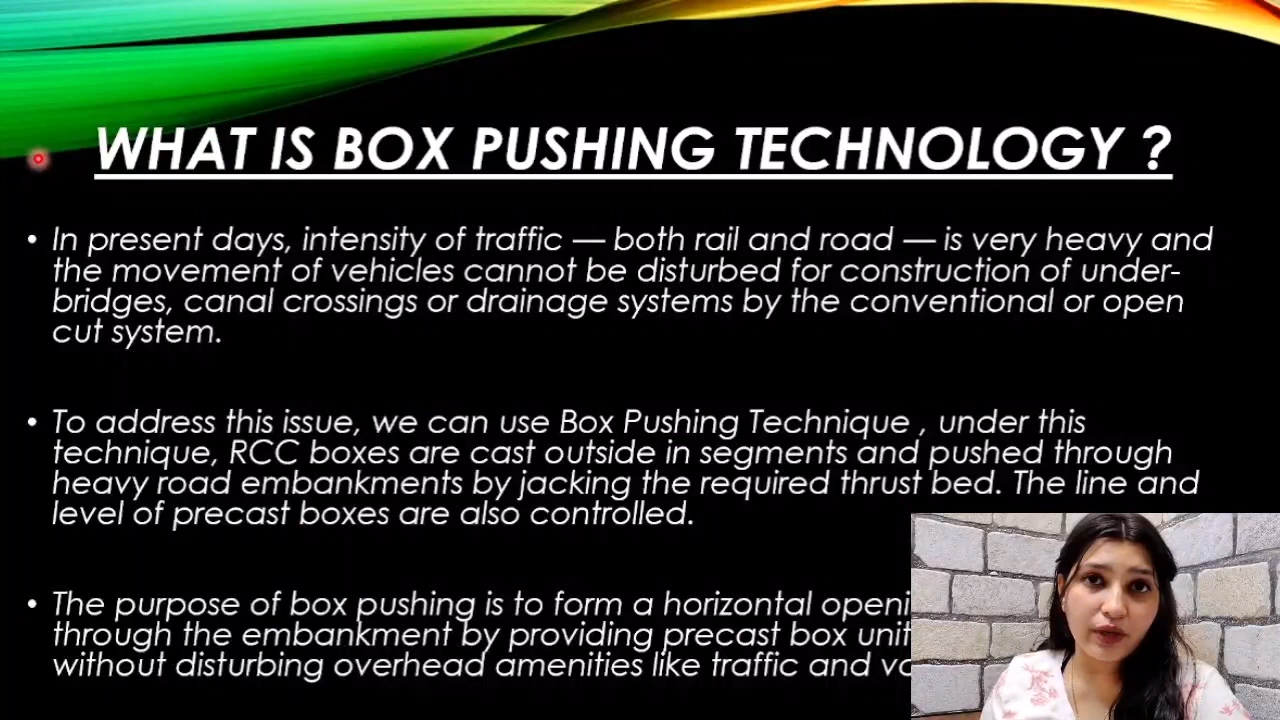 WHAT IS BOX PUSHING TECHNOLOGY ?
• In present days, intensity of traffic — both rail and road — is very heavy and
the movement of vehicles cannot be disturbed for construction of under-
bridges, canal crossings or drainage systems by the conventional or open
cut system.
• To address this issue, we can use Box Pushing Technique , under this
technique, RCC boxes are cast outside in segments and pushed through
heavy road embankments by jacking the required thrust bed. The line and
level of precast boxes are also controlled.
• The purpose of box pushing is to form a horizontal
through the embankment by providing precast box
without disturbing overhead amenities like traffic and